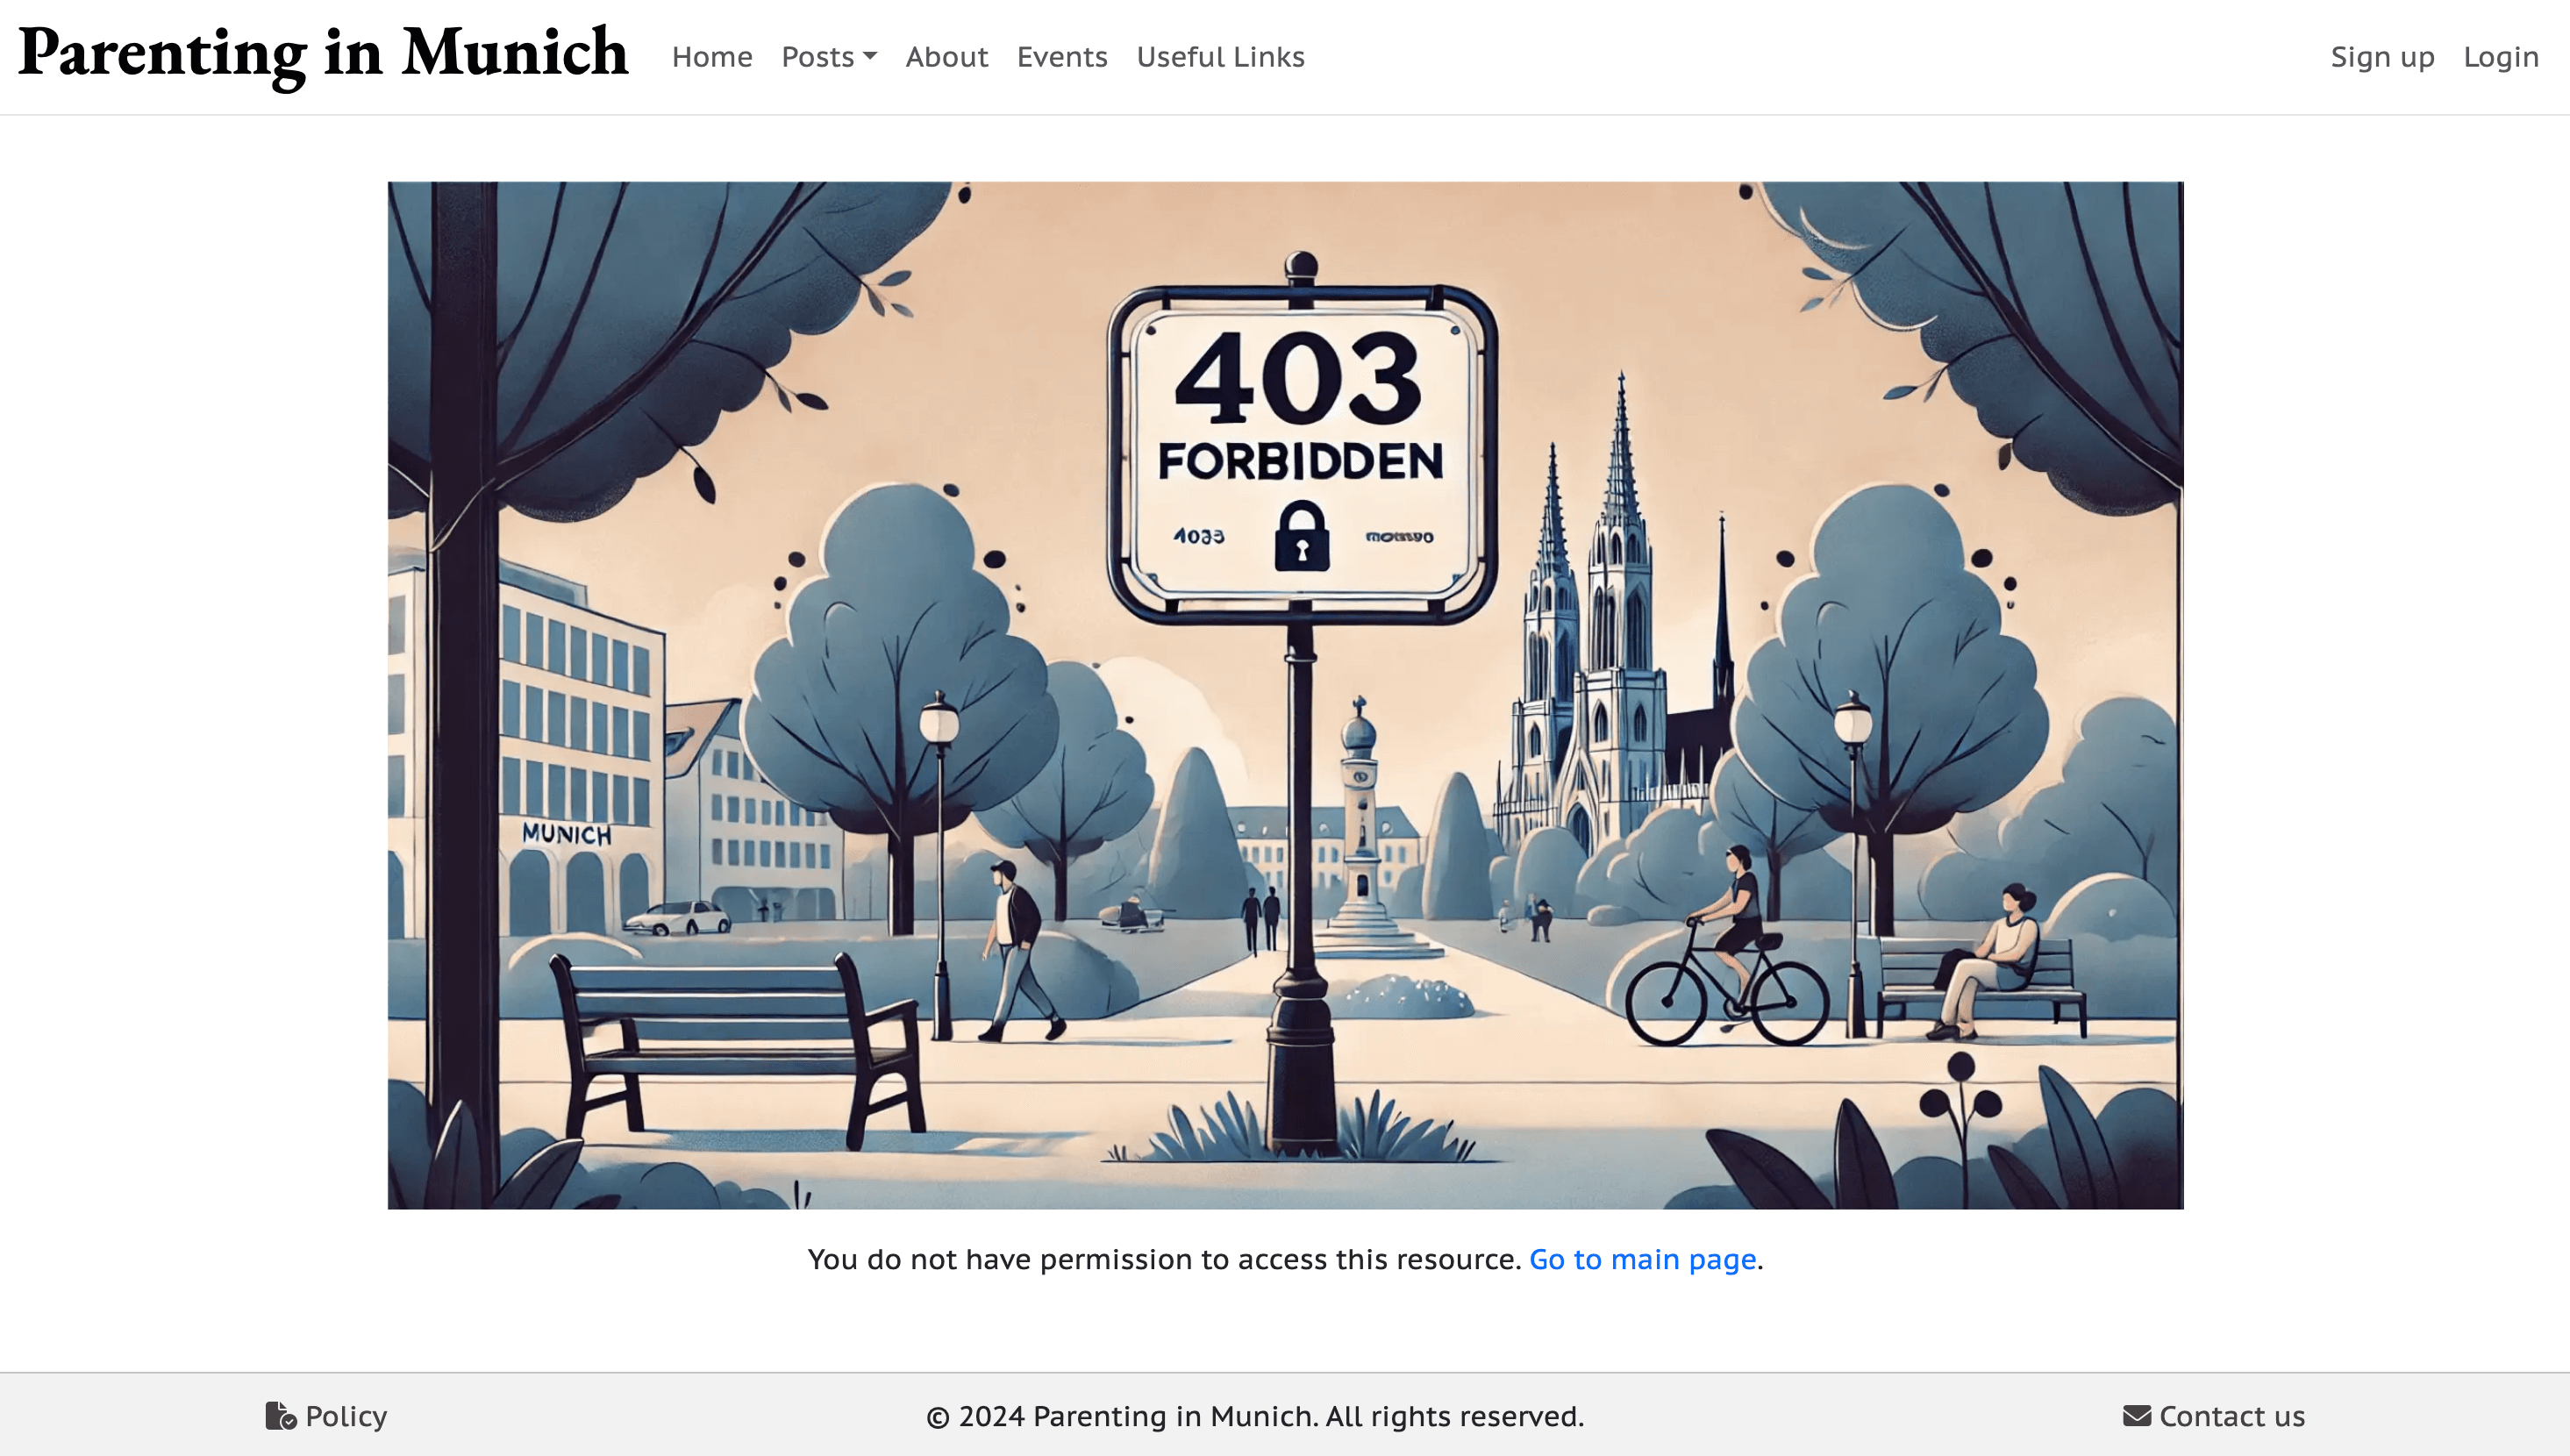 Parenting in Munich
Home Posts About Events Useful Links
Sign up Login
403
FORBIDDEN
MUNICH
You do not have permission to access this resource. Go to main page.
Policy
© 2024 Parenting in Munich. All rights reserved.
Contact us